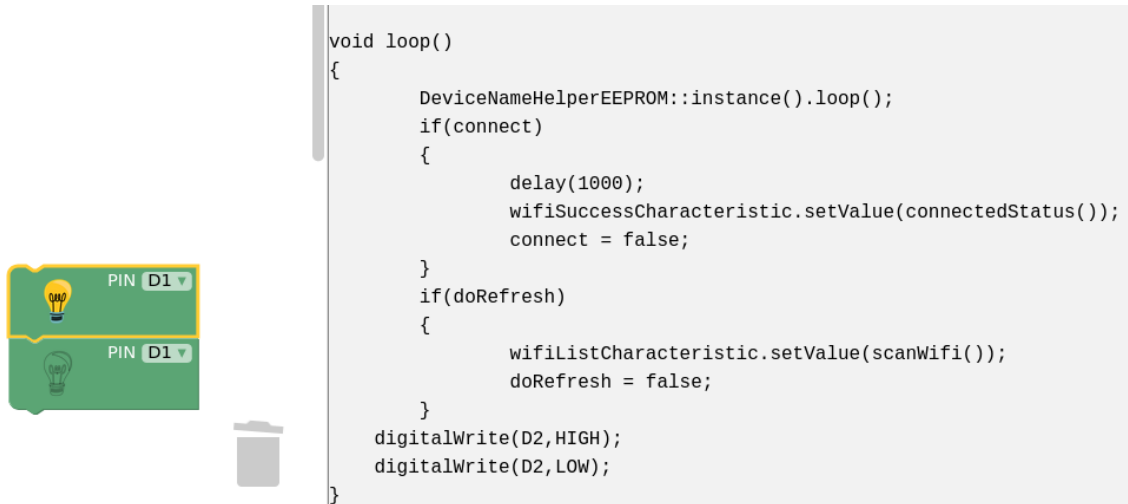 PIN D1
PIN D1
void loop()
{
DeviceNameHelperEEPROM::instance().loop();
if(connect)
{
delay(1000);
wifiSuccessCharacteristic.setValue(connectedStatus());
connect = false;
}
if(doRefresh)
{
wifiListCharacteristic.setValue(scanWifi());
doRefresh = false;
}
digitalWrite(D2,HIGH);
digitalWrite(D2,LOW);
}